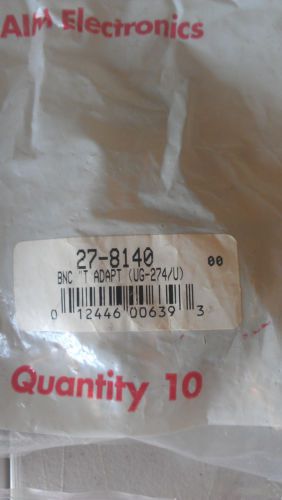 AIM Electronics
27-8140 00
BNC "T ADAPT (UG-274/U)
0 12446 00639 3
Quantity 10